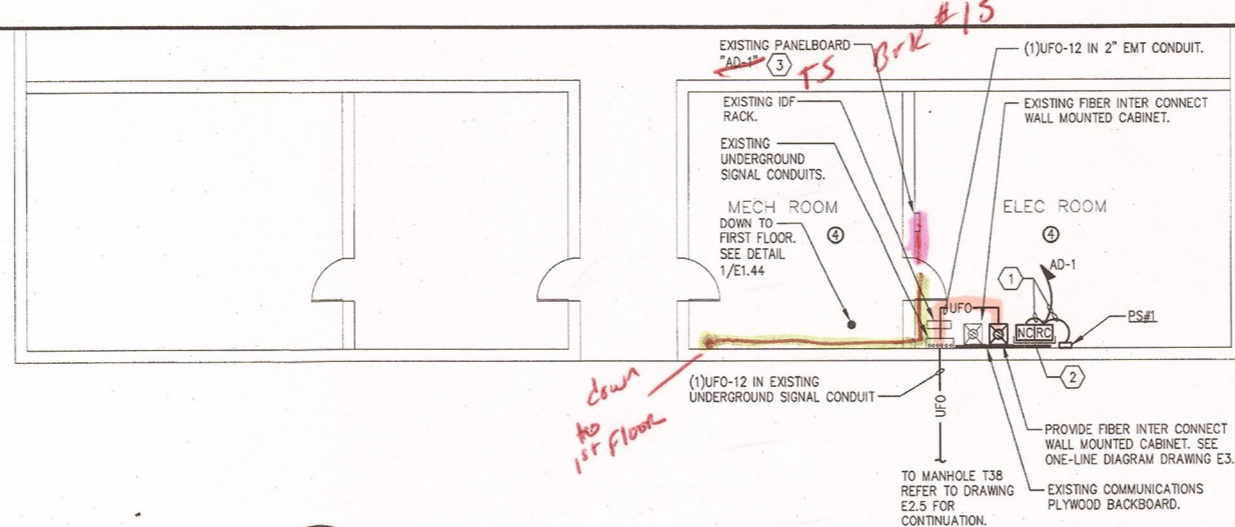 #15
Brk
TS
EXISTING PANELBOARD
"AD-1" 3
(1)UFO-12 IN 2" EMT CONDUIT.
EXISTING IDF
RACK.
EXISTING FIBER INTER CONNECT
WALL MOUNTED CABINET.
EXISTING
UNDERGROUND
SIGNAL CONDUITS.
MECH ROOM
4
ELEC ROOM
4
DOWN TO
FIRST FLOOR.
SEE DETAIL
1/E1.44
AD-1
1
UFO
NC RC
PS#1
2
down
to
1st Floor
(1)UFO-12 IN EXISTING
UNDERGROUND SIGNAL CONDUIT
UFO
PROVIDE FIBER INTER CONNECT
WALL MOUNTED CABINET. SEE
ONE-LINE DIAGRAM DRAWING E3.
TO MANHOLE T38
REFER TO DRAWING
E2.5 FOR
CONTINUATION.
EXISTING COMMUNICATIONS
PLYWOOD BACKBOARD.